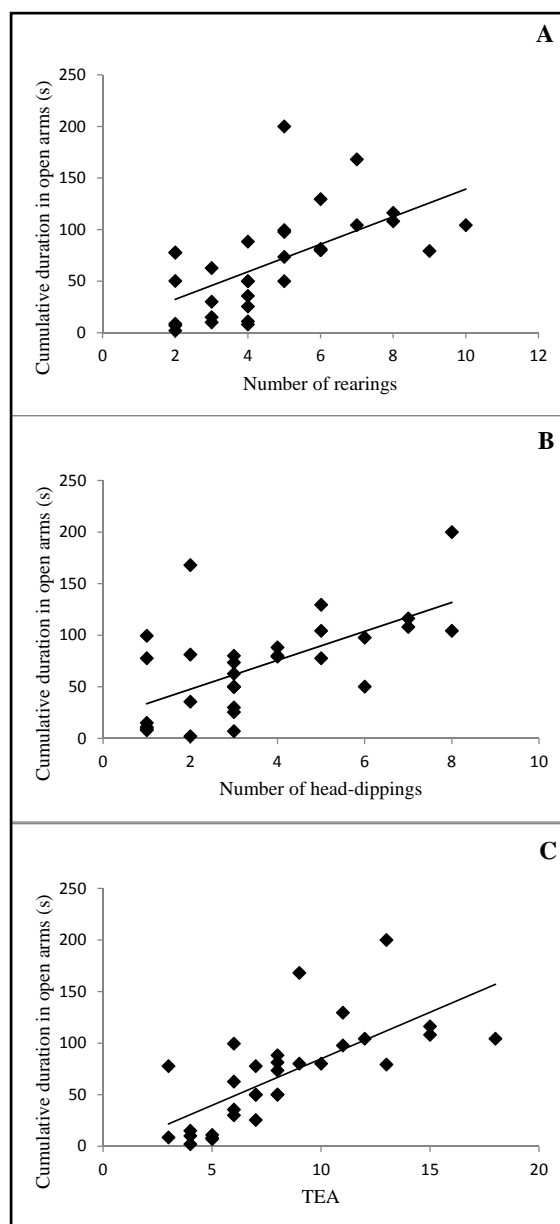 A
Cumulative duration in open arms (s)
250
200
150
100
50
0
0 2 4 6 8 10 12
Number of rearings
B
Cumulative duration in open arms (s)
250
200
150
100
50
0
0 2 4 6 8 10
Number of head-dippings
C
Cumulative duration in open arms (s)
250
200
150
100
50
0
0 5 10 15 20
TEA